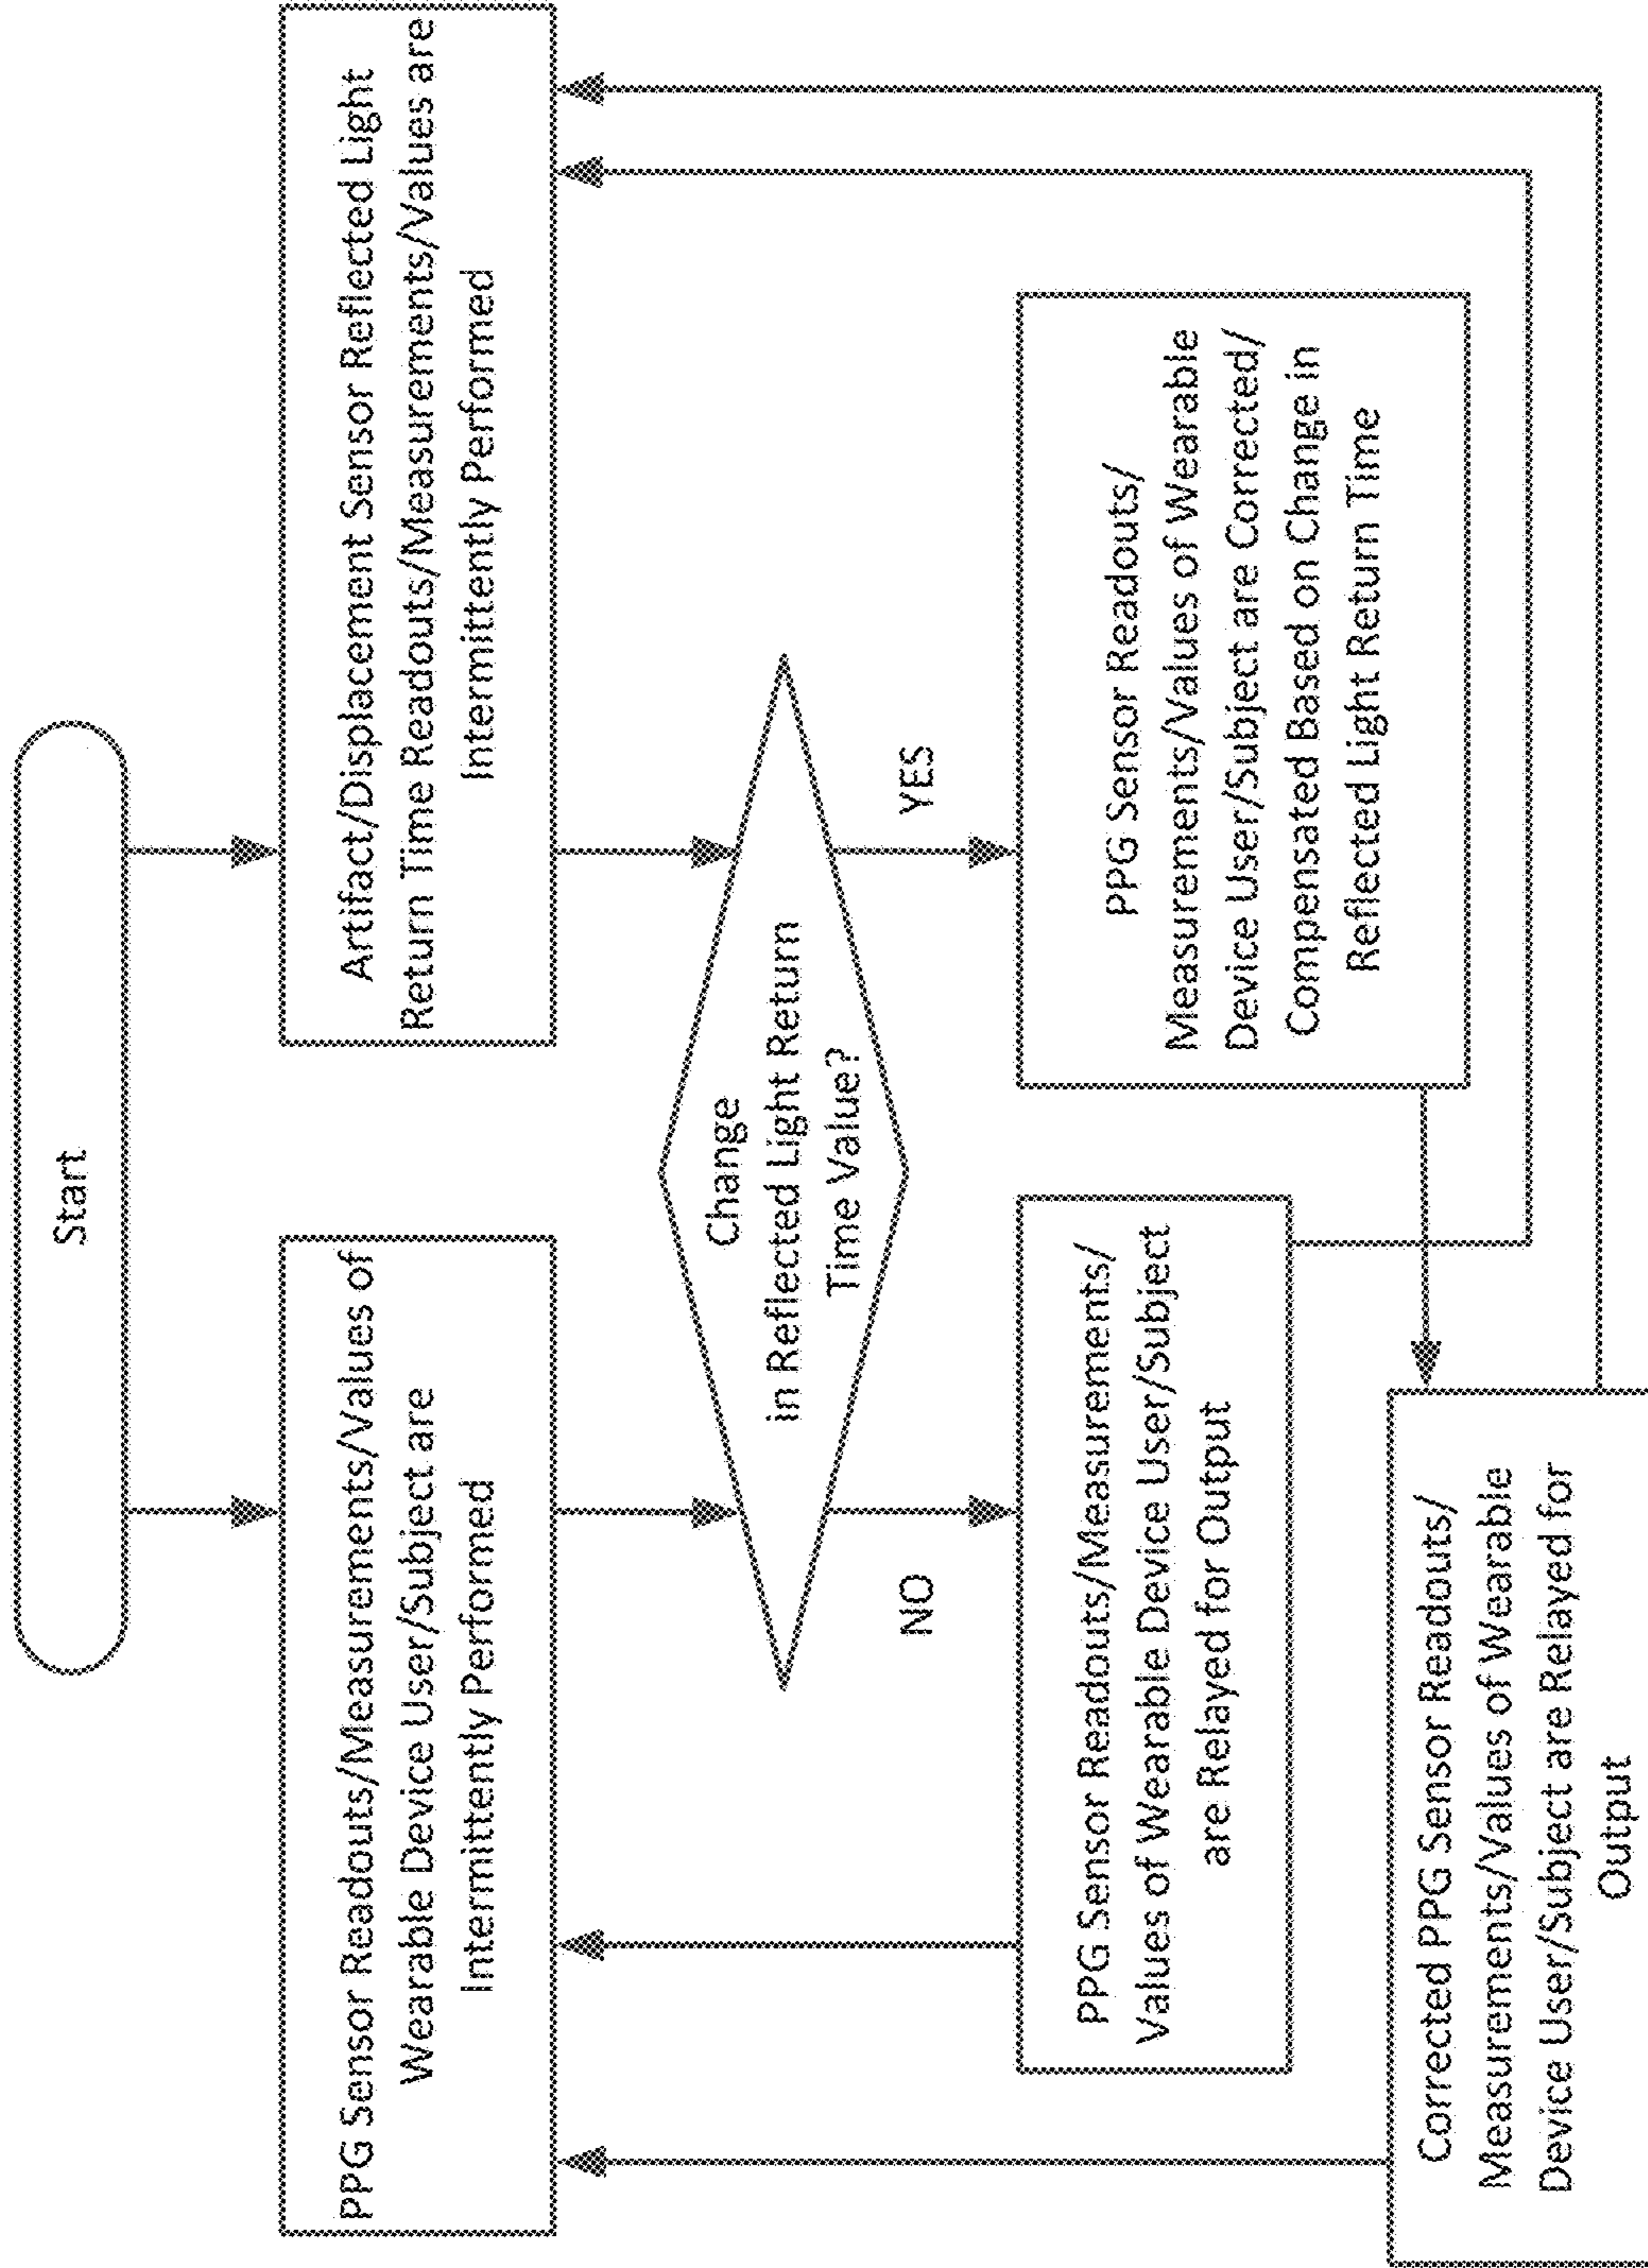 Start
PPG Sensor Readouts/Measurements/Values of
Wearable Device User/Subject are
Intermittently Performed
Artifact/Displacement Sensor Reflected Light
Return Time Readouts/Measurements/Values are
Intermittently Performed
Change
in Reflected Light Return
Time Value?
NO
YES
PPG Sensor Readouts/Measurements/
Values of Wearable Device User/Subject
are Relayed for Output
PPG Sensor Readouts/
Measurements/Values of Wearable
Device User/Subject are Corrected/
Compensated Based on Change in
Reflected Light Return Time
Corrected PPG Sensor Readouts/
Measurements/Values of Wearable
Device User/Subject are Relayed for
Output